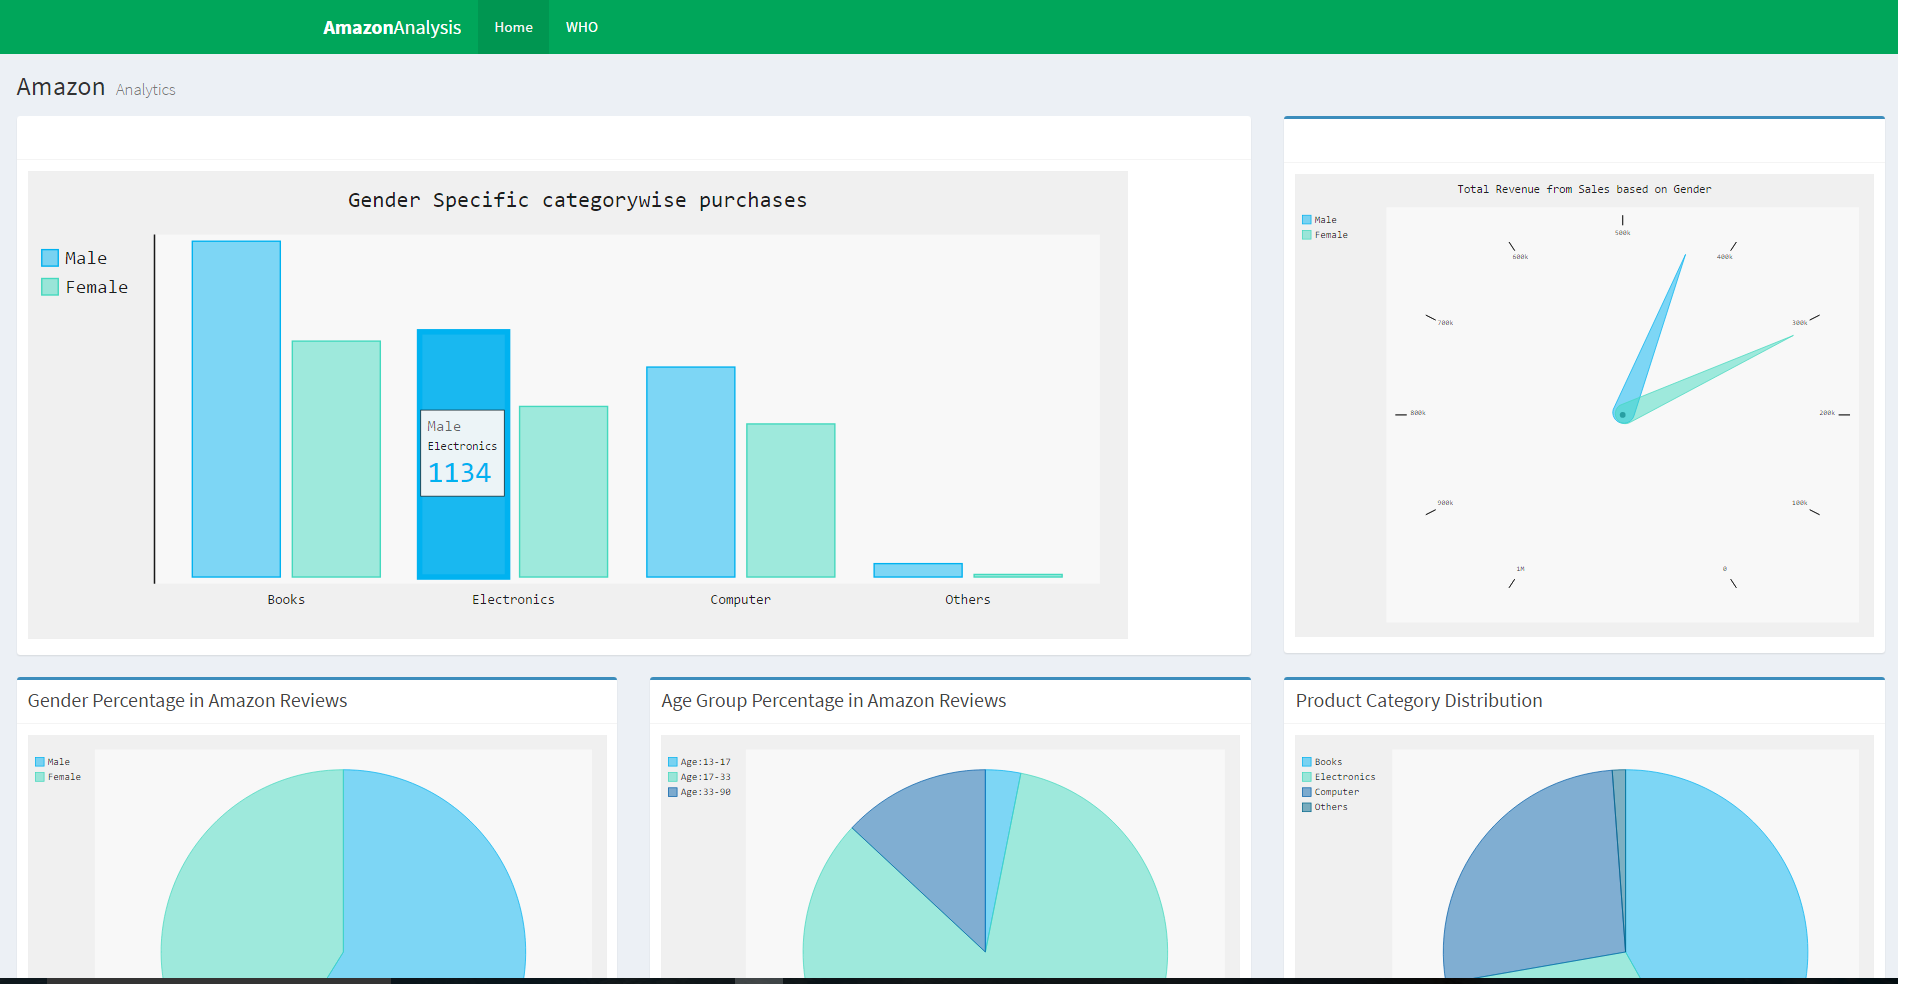 AmazonAnalysis Home WHO
Amazon Analytics
Gender Specific categorywise purchases
Male
Female
Male
Electronics
1134
Books Electronics Computer Others
Total Revenue from Sales based on Gender
Male
Female
500k
600k 400k
700k 300k
800k 200k
900k 100k
1M 0
Gender Percentage in Amazon Reviews
Male
Female
Age Group Percentage in Amazon Reviews
Age:13-17
Age:17-33
Age:33-90
Product Category Distribution
Books
Electronics
Computer
Others